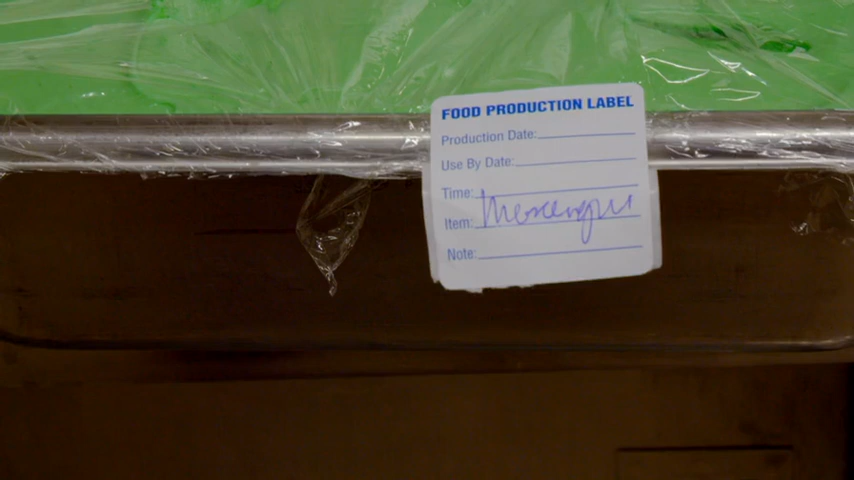 FOOD PRODUCTION LABEL
Production Date:
Use By Date:
Time:
Item:
Note: